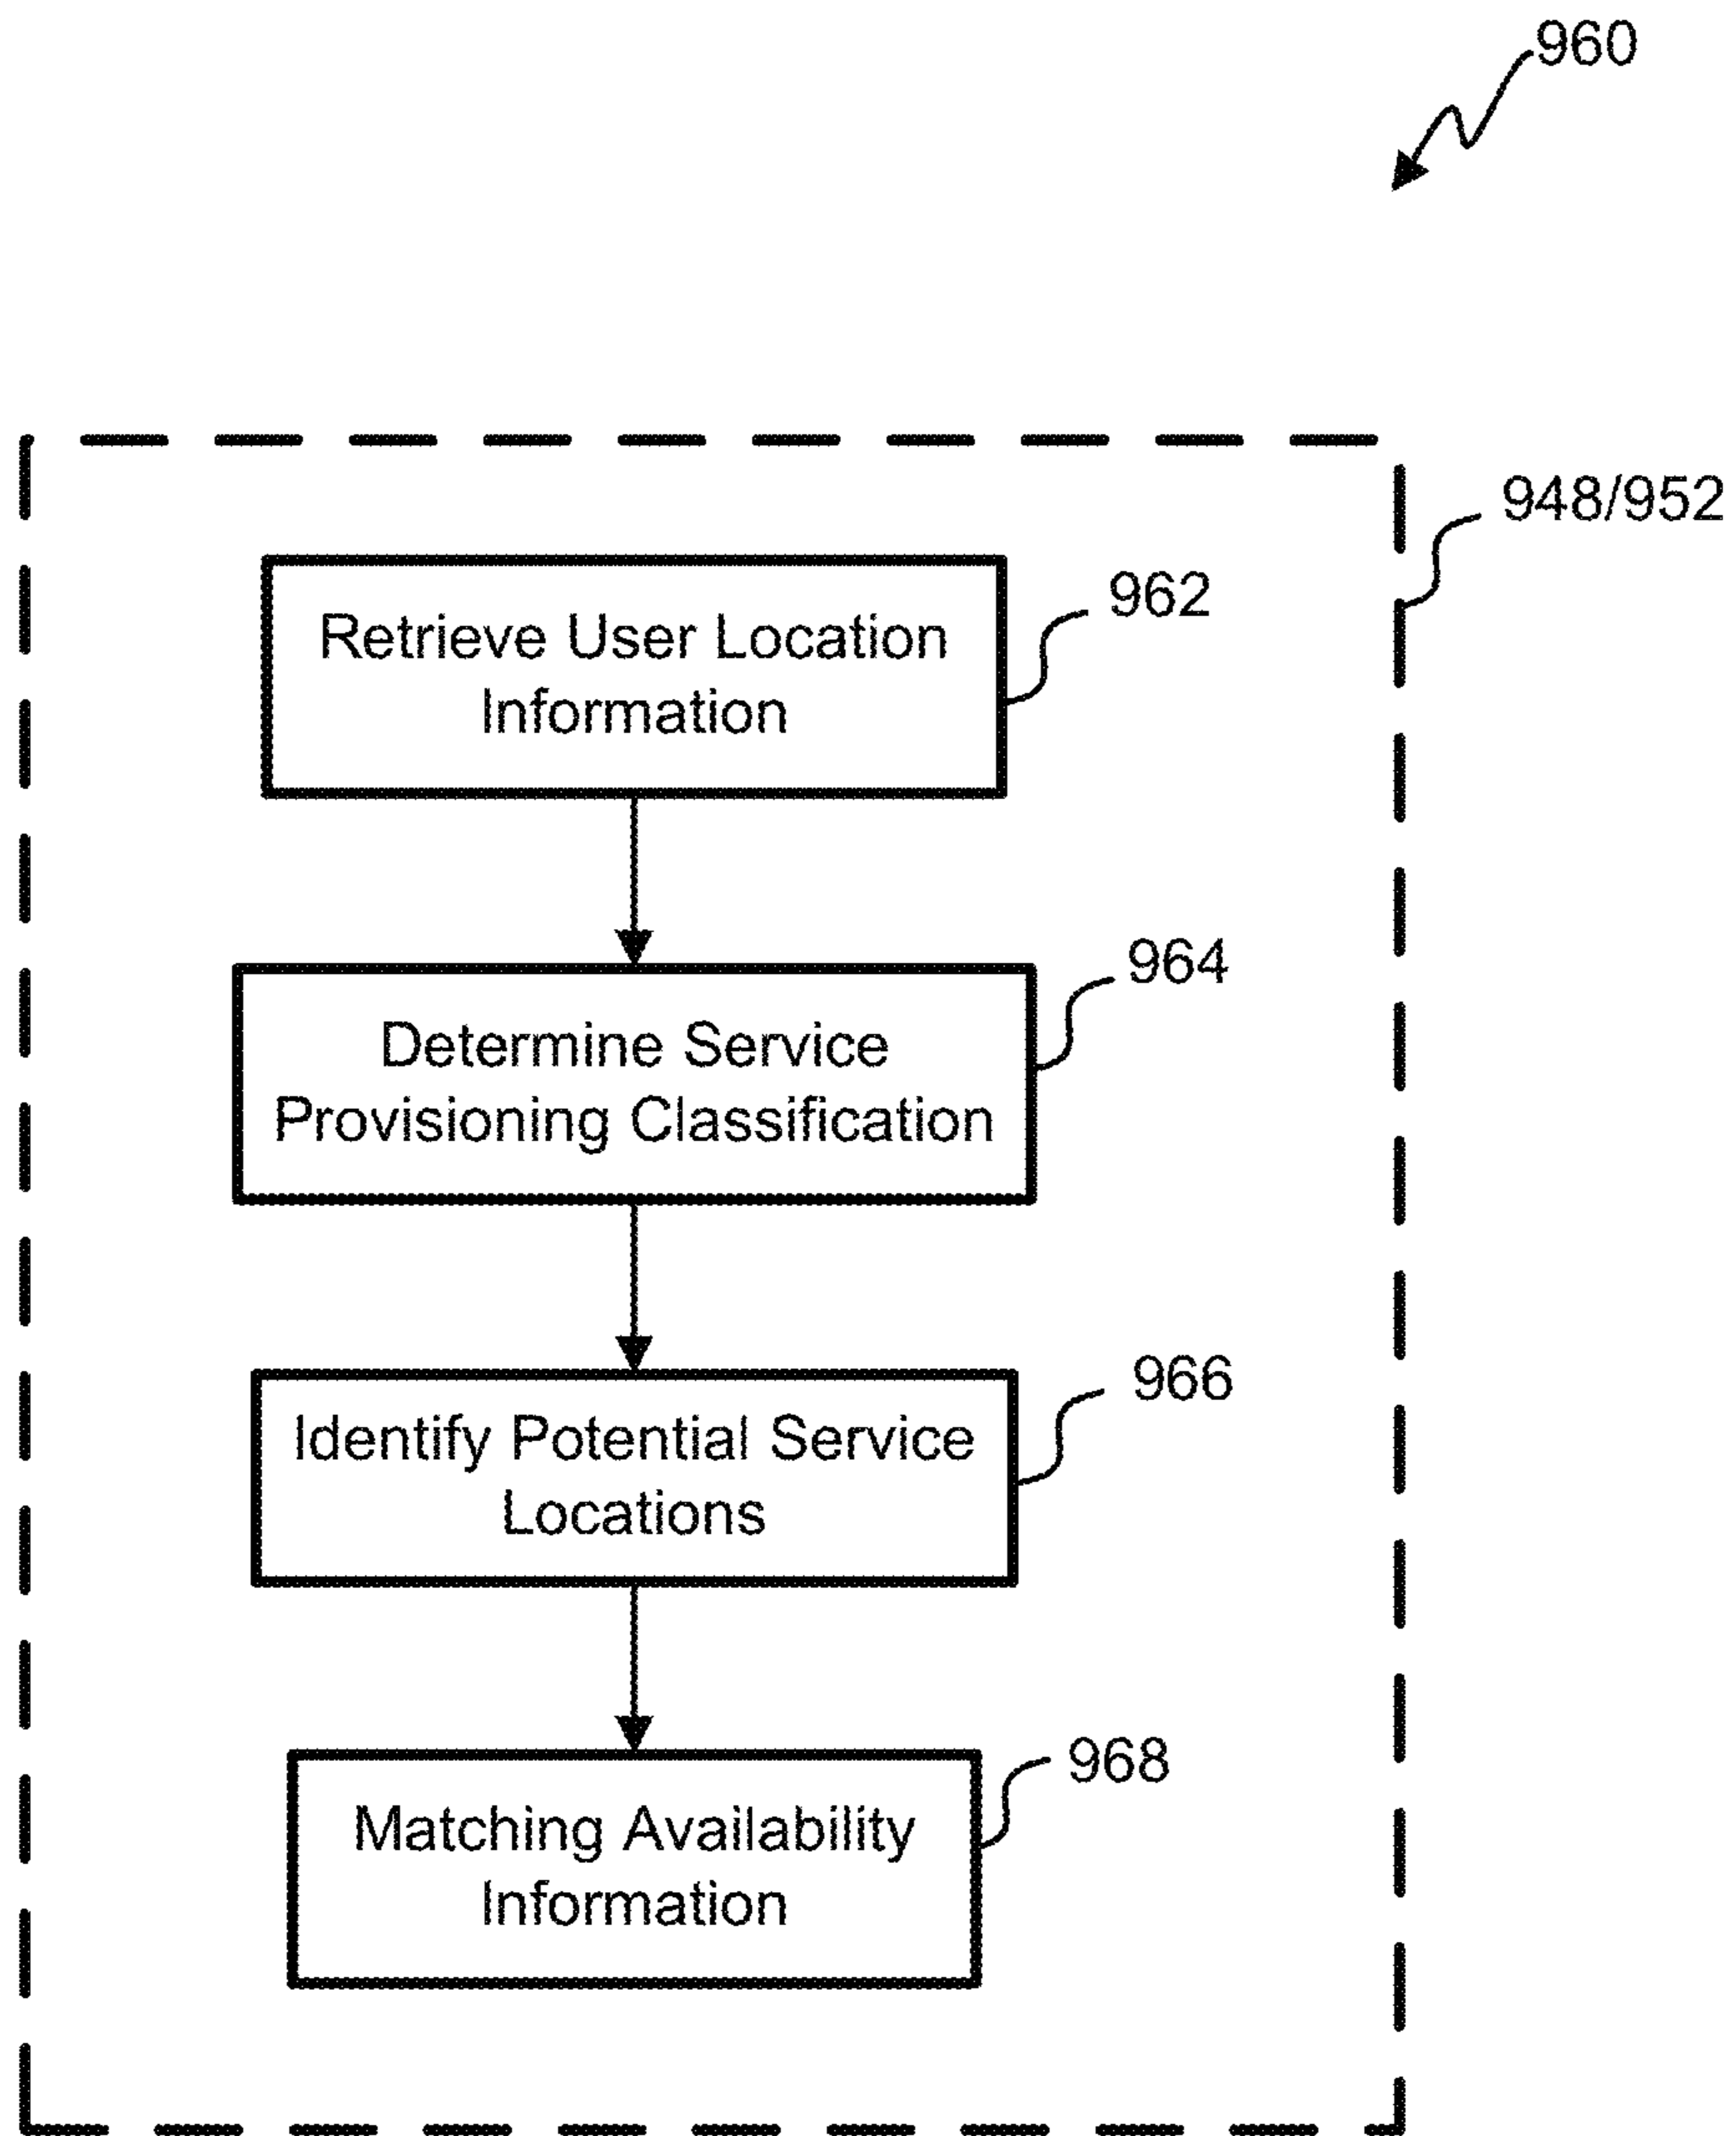 960
948/952
Retrieve User Location
Information
962
Determine Service
Provisioning Classification
964
Identify Potential Service
Locations
966
Matching Availability
Information
968